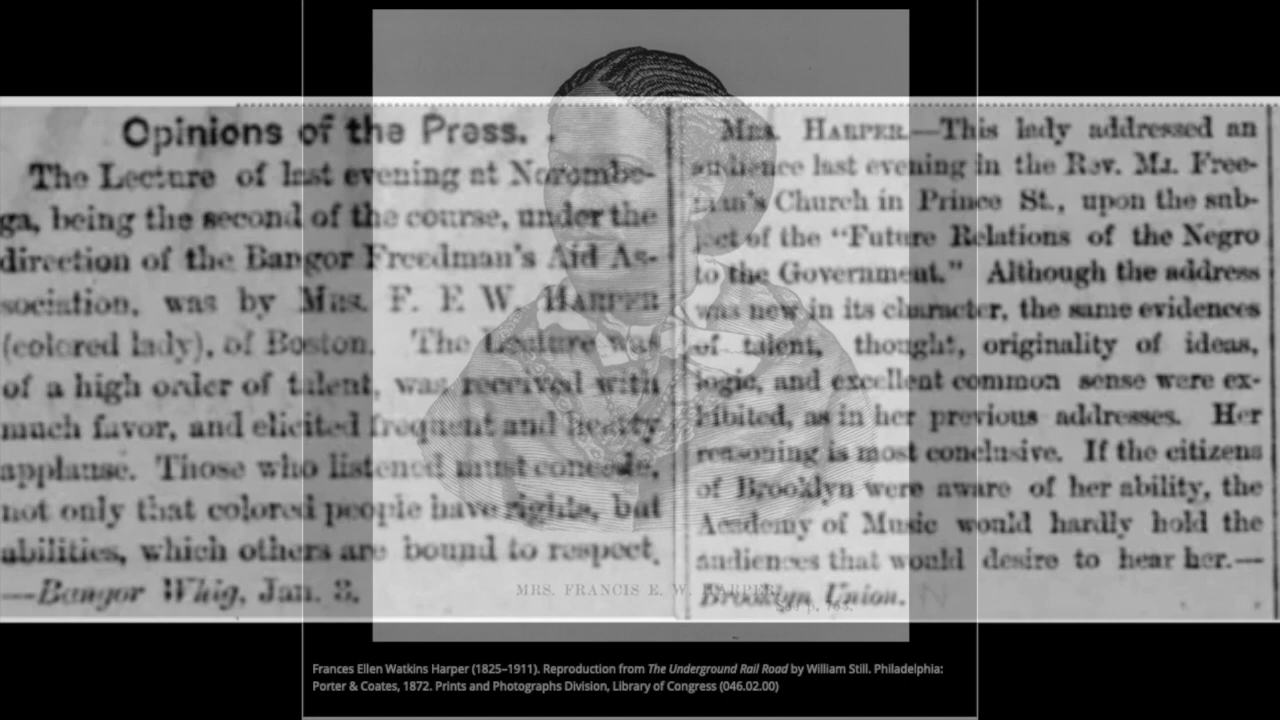 Opinions of the Press.
The Lecture of last evening at Norombe-
ga, being the second of the course, under the
direction of the Bangor Freedman's Aid As-
sociation, was by Mrs. F. E W. Harper
(colored lady), of Boston. The Lecture was
of a high order of talent, was received with
much favor, and elicited frequent and hearty
applause. Those who listened must concede,
not only that colored people have rights, but
abilities, which others are bound to respect.
—Bangor Whig, Jan. 8.
Mrs. Harper.—This lady addressed an
audience last evening in the Rev. Mr. Free-
man's Church in Prince St., upon the sub-
ject of the “Future Relations of the Negro
to the Government.” Although the address
was new in its character, the same evidences
of talent, thought, originality of ideas,
logic, and excellent common sense were ex-
hibited, as in her previous addresses. Her
reasoning is most conclusive. If the citizens
of Brooklyn were aware of her ability, the
Academy of Music would hardly hold the
audiences that would desire to hear her.—
Brooklyn Union.
MRS. FRANCIS E. W. HARPER.
Frances Ellen Watkins Harper (1825–1911). Reproduction from The Underground Rail Road by William Still. Philadelphia:
Porter & Coates, 1872. Prints and Photographs Division, Library of Congress (046.02.00)